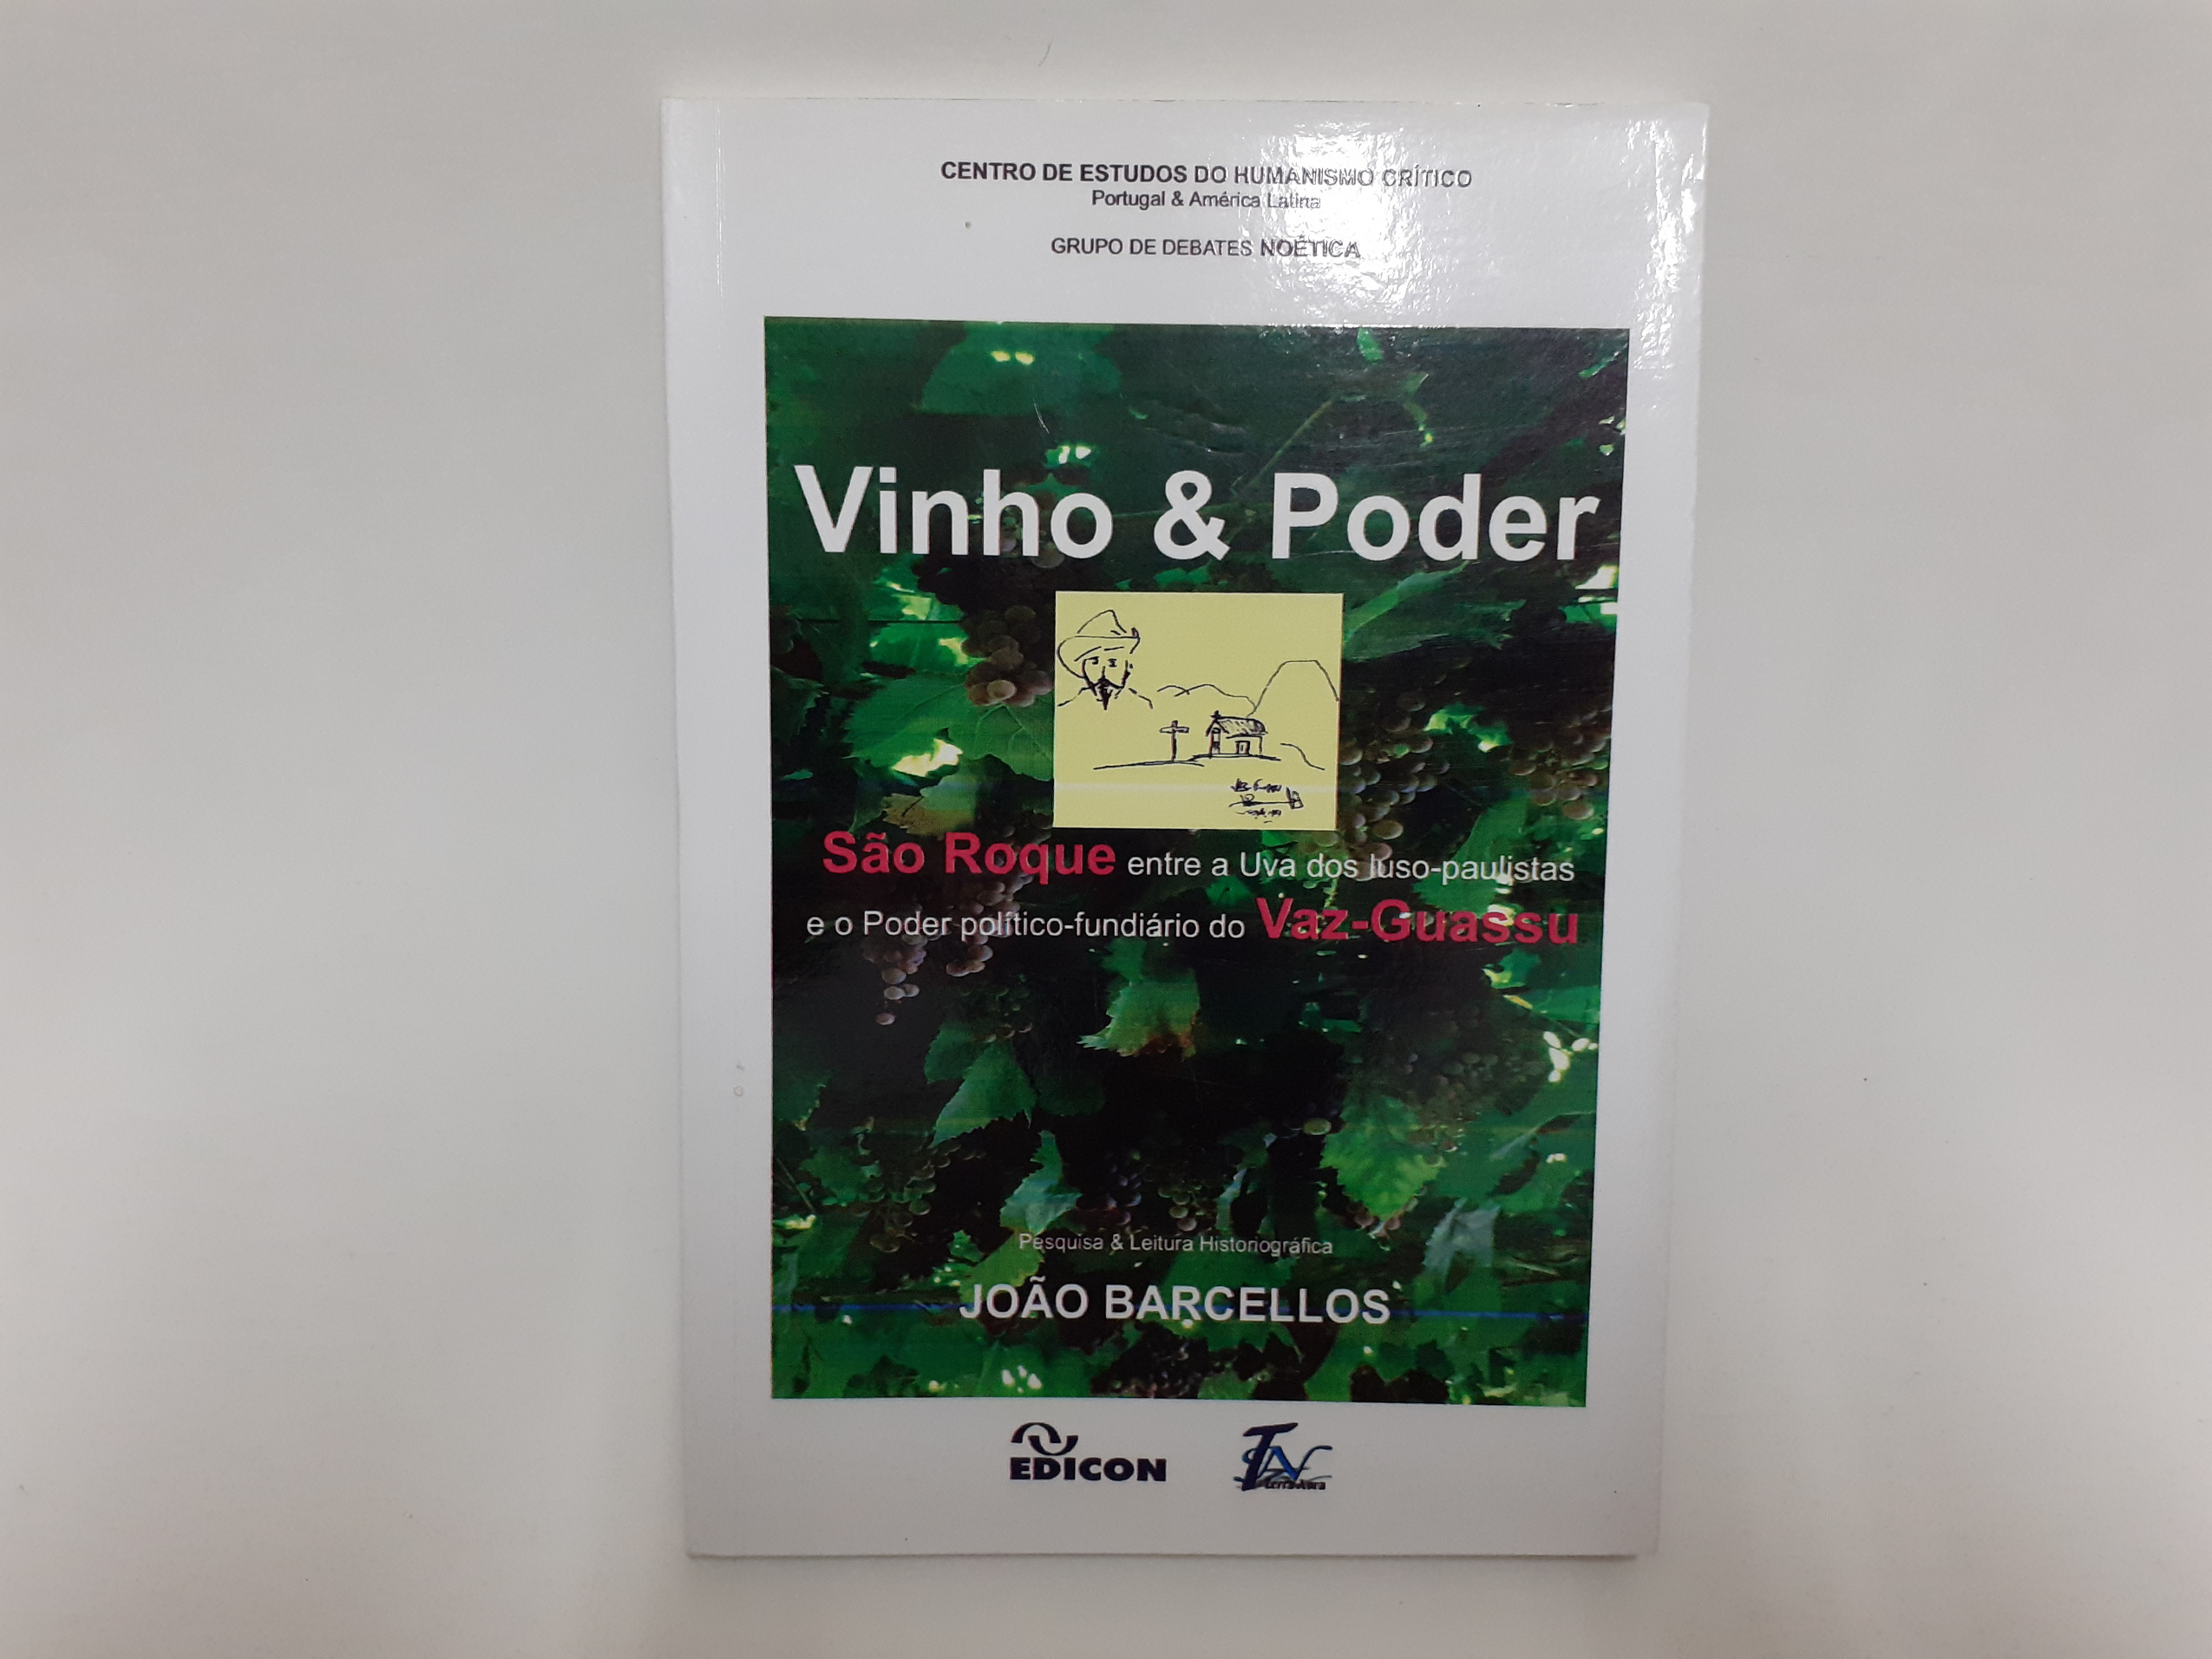 CENTRO DE ESTUDOS DO HUMANISMO CRÍTICO
Portugal & América Latina
GRUPO DE DEBATES NOÉTICA
Vinho & Poder
São Roque entre a Uva dos luso-paulistas
e o Poder político-fundiário do Vaz-Guassu
Pesquisa & Leitura Historiográfica
JOÃO BARCELLOS
EDICON